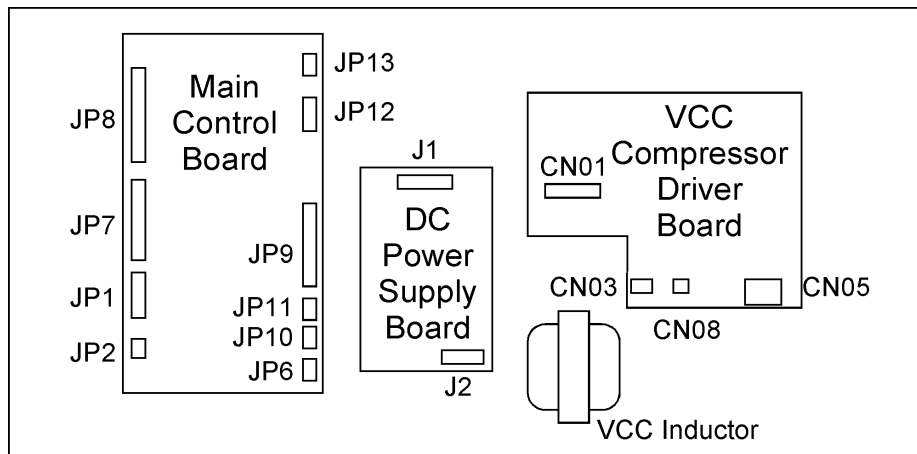 Main
Control
Board
JP8
JP7
JP1
JP2
JP13
JP12
JP9
JP11
JP10
JP6
J1
DC
Power
Supply
Board
J2
VCC
Compressor
Driver
Board
CN01
CN03
CN08
CN05
VCC Inductor